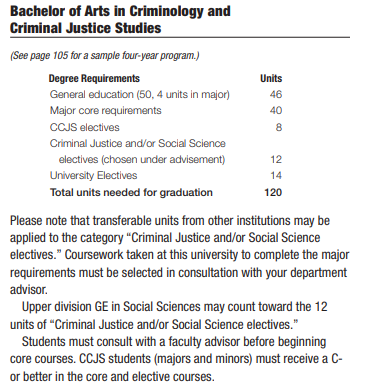 Bachelor of Arts in Criminology and
Criminal Justice Studies
(See page 105 for a sample four-year program.)
Degree Requirements Units
General education (50, 4 units in major) 46
Major core requirements 40
CCJS electives 8
Criminal Justice and/or Social Science
electives (chosen under advisement) 12
University Electives 14
Total units needed for graduation 120
Please note that transferable units from other institutions may be
applied to the category “Criminal Justice and/or Social Science
electives.” Coursework taken at this university to complete the major
requirements must be selected in consultation with your department
advisor.
Upper division GE in Social Sciences may count toward the 12
units of “Criminal Justice and/or Social Science electives.”
Students must consult with a faculty advisor before beginning
core courses. CCJS students (majors and minors) must receive a C-
or better in the core and elective courses.